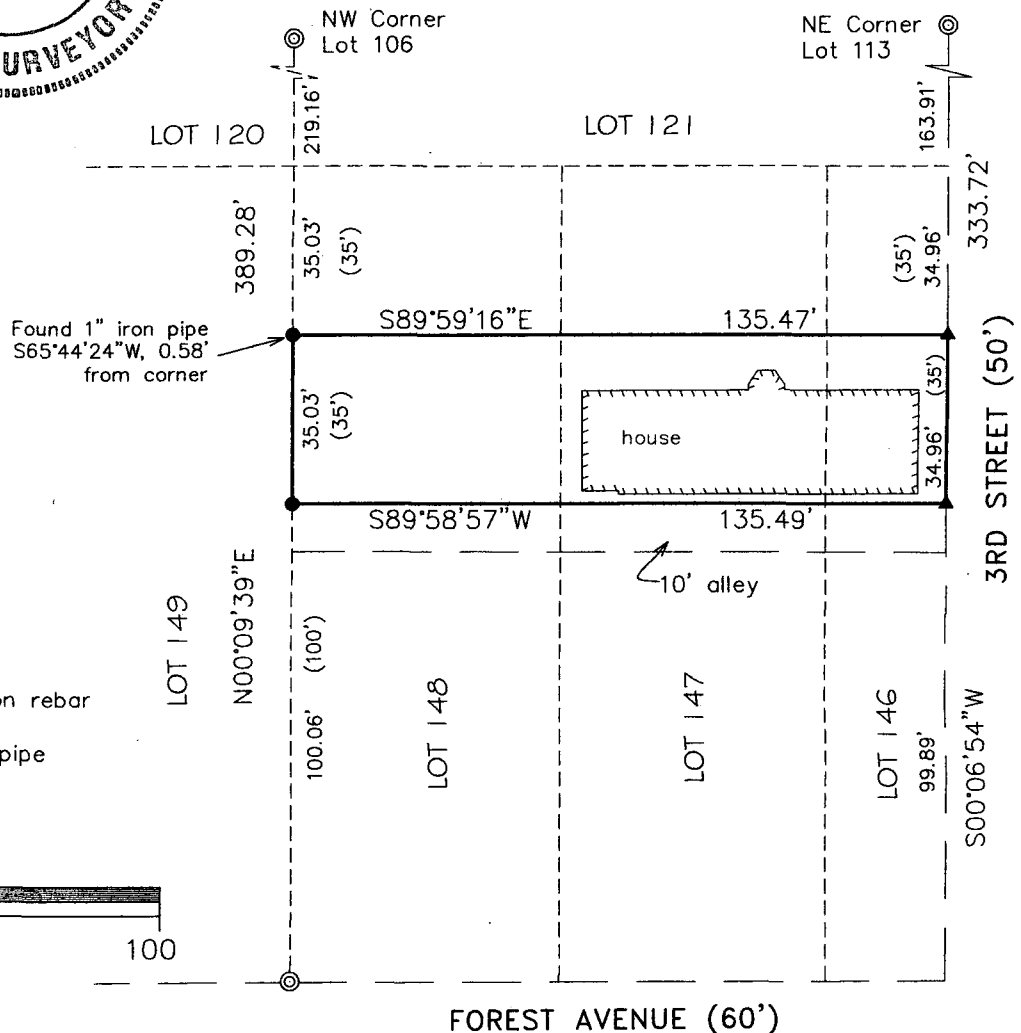 SURVEYOR
NW Corner
Lot 106
NE Corner
Lot 113
219.16'
163.91'
LOT 120
LOT 121
389.28'
35.03'
(35')
(35')
34.96'
333.72'
Found 1" iron pipe
S65°44'24"W, 0.58'
from corner
S89°59'16"E
135.47'
35.03'
(35')
house
(35')
34.96'
3RD STREET (50')
S89°58'57"W
135.49'
10' alley
LOT 149
N00°09'39"E
(100')
100.06'
LOT 148
LOT 147
LOT 146
99.89'
S00°06'54"W
rebar
pipe
100
FOREST AVENUE (60')